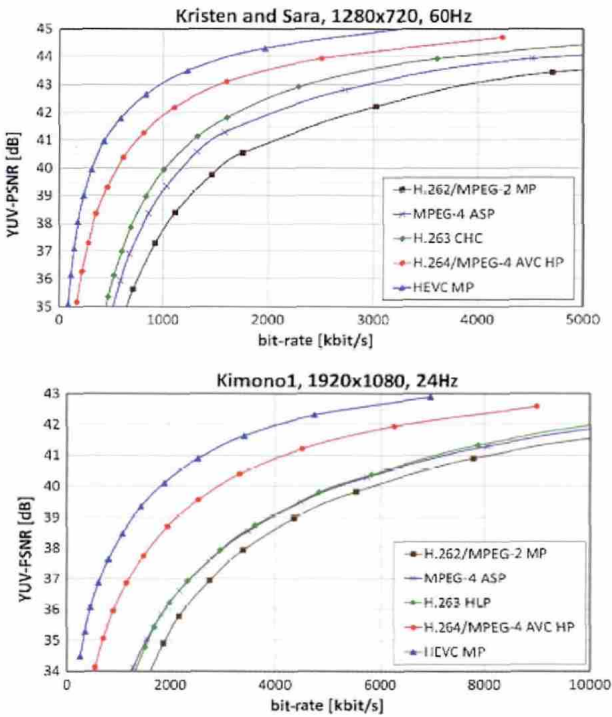 Kristen and Sara, 1280x720, 60Hz
45
44
43
42
41
40
39
38
37
36
35
YUV-PSNR [dB]
H.262/MPEG-2 MP
MPEG-4 ASP
H.263 CHC
H.264/MPEG-4 AVC HP
HEVC MP
0 1000 2000 3000 4000 5000
bit-rate [kbit/s]
Kimono1, 1920x1080, 24Hz
43
42
41
40
39
38
37
36
35
34
YUV-PSNR [dB]
H.262/MPEG-2 MP
MPEG-4 ASP
H.263 HLP
H.264/MPEG-4 AVC HP
HEVC MP
0 2000 4000 6000 8000 10000
bit-rate [kbit/s]